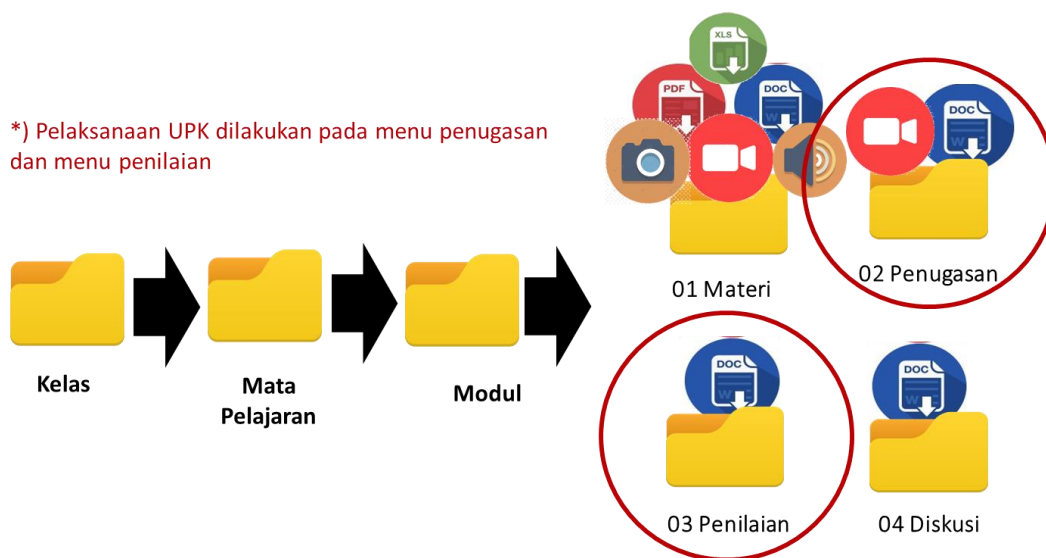 XLS
PDF
DOC
DOC
*) Pelaksanaan UPK dilakukan pada menu penugasan
dan menu penilaian
01 Materi
02 Penugasan
Kelas
Mata
Pelajaran
Modul
DOC
DOC
03 Penilaian
04 Diskusi